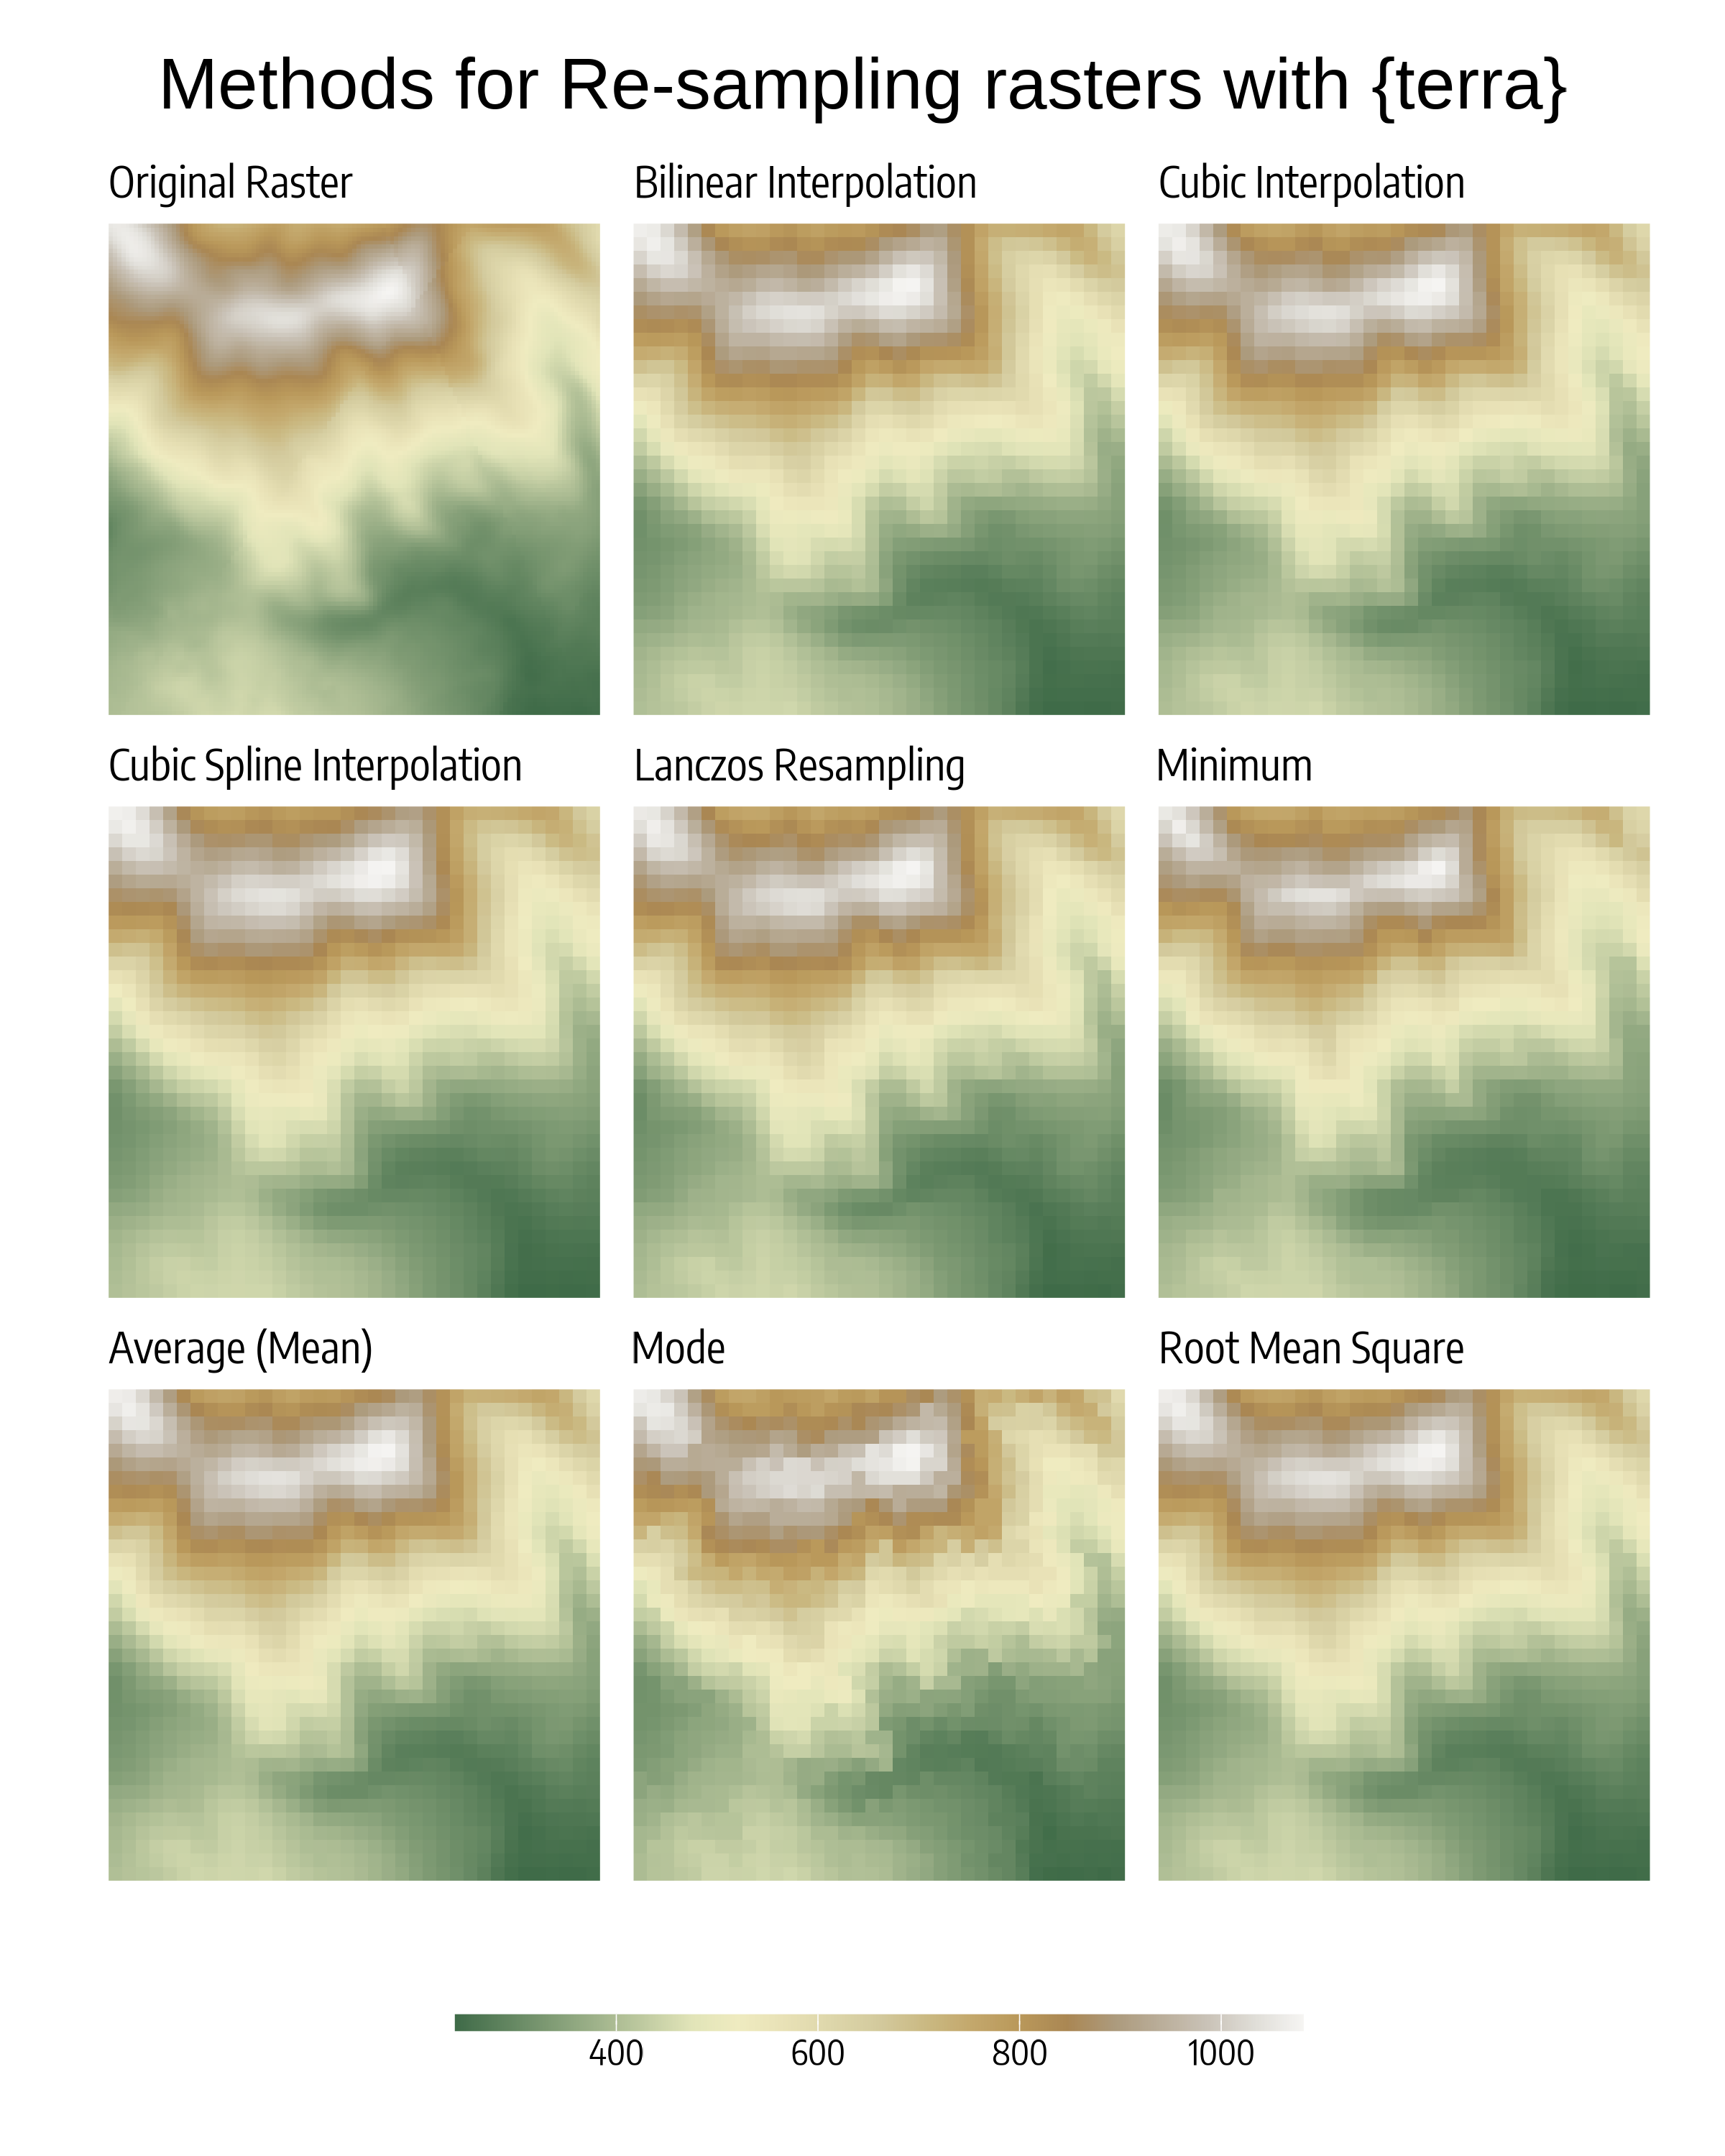 Methods for Re-sampling rasters with {terra}
Original Raster
Bilinear Interpolation
Cubic Interpolation
Cubic Spline Interpolation
Lanczos Resampling
Minimum
Average (Mean)
Mode
Root Mean Square
400 600 800 1000